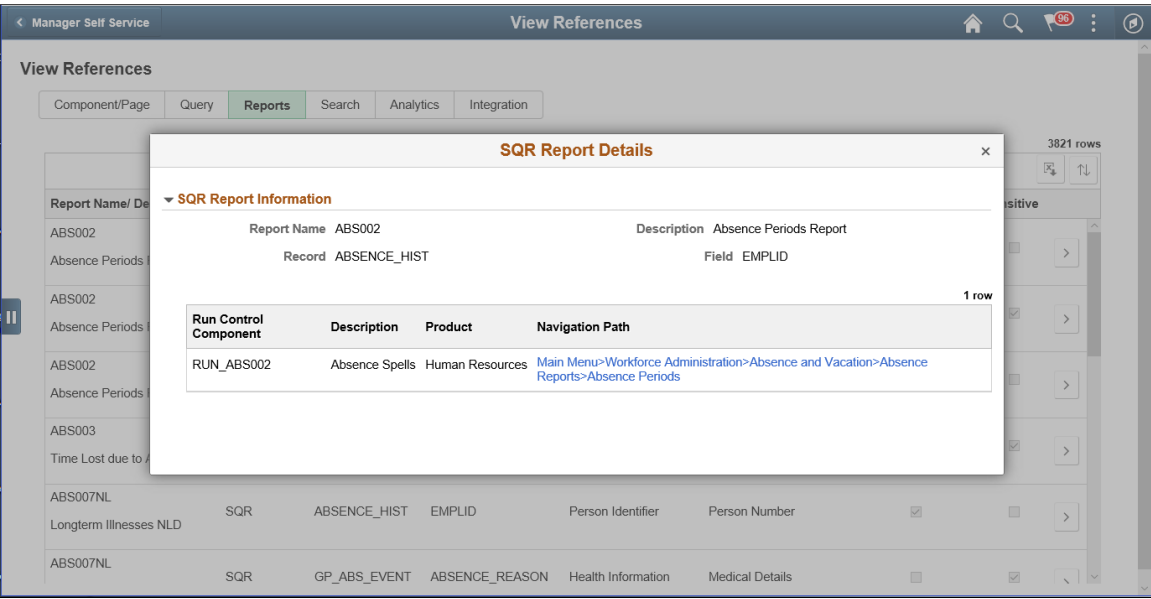 Manager Self Service
View References
96
View References
Component/Page Query Reports Search Analytics Integration
3821 rows
SQR Report Details
×
Report Name/ De
sitive
SQR Report Information
Report Name ABS002
Description Absence Periods Report
Record ABSENCE_HIST
Field EMPLID
1 row
Run Control Component Description Product Navigation Path
RUN_ABS002 Absence Spells Human Resources Main Menu>Workforce Administration>Absence and Vacation>Absence
Reports>Absence Periods
ABS002
Absence Periods
ABS002
Absence Periods
ABS002
Absence Periods
ABS003
Time Lost due to
ABS007NL
Longterm Illnesses NLD
SQR ABSENCE_HIST EMPLID Person Identifier Person Number
ABS007NL
SQR GP_ABS_EVENT ABSENCE_REASON Health Information Medical Details